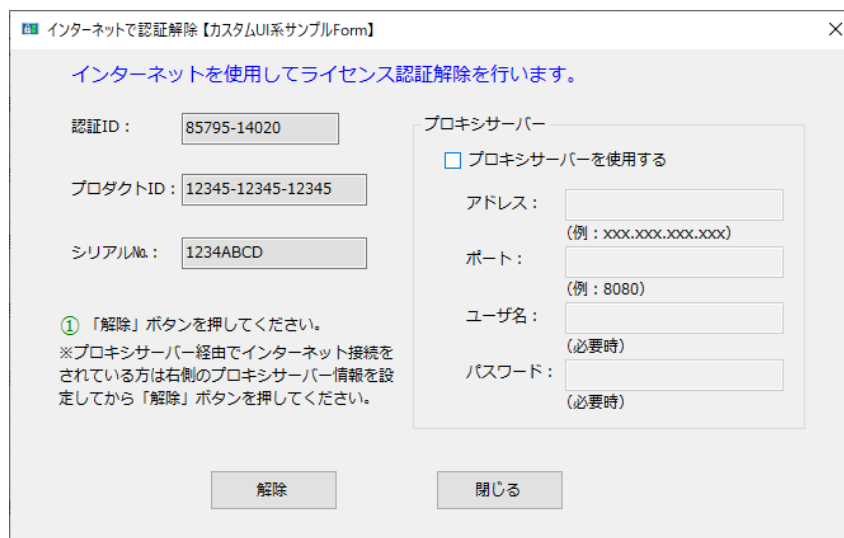 インターネットで認証解除【カスタムUI系サンプルForm】
インターネットを使用してライセンス認証解除を行います。
認証ID：
85795-14020
プロダクトID：
12345-12345-12345
シリアル№：
1234ABCD
① 「解除」ボタンを押してください。
※プロキシサーバー経由でインターネット接続を
されている方は右側のプロキシサーバー情報を設
定してから「解除」ボタンを押してください。
プロキシサーバー
プロキシサーバーを使用する
アドレス：
(例：xxx.xxx.xxx.xxx)
ポート：
(例：8080)
ユーザ名：
(必要時)
パスワード：
(必要時)
解除
閉じる